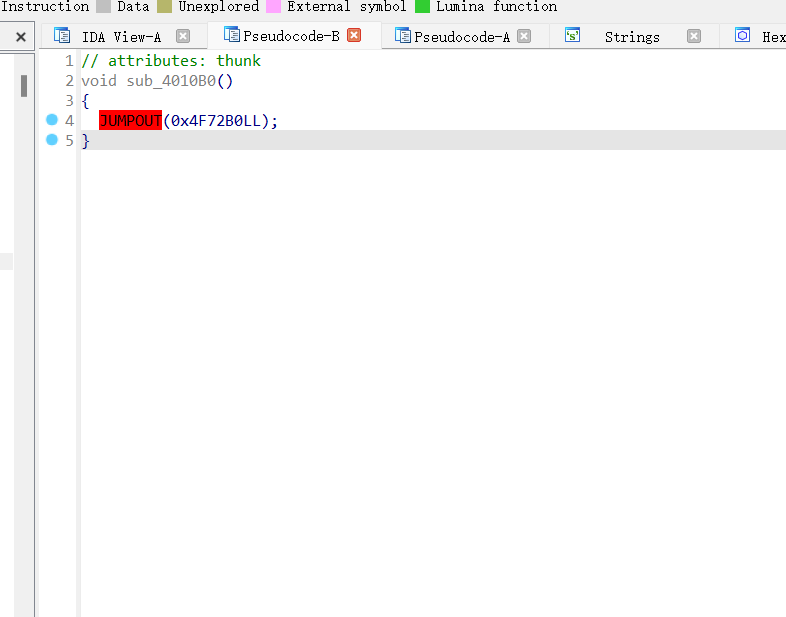 Instruction Data Unexplored External symbol Lumina function
IDA View-A Pseudocode-B Pseudocode-A Strings Hex
1 // attributes: thunk
2 void sub_4010B0()
3 {
4 JUMPOUT(0x4F72B0LL);
5 }